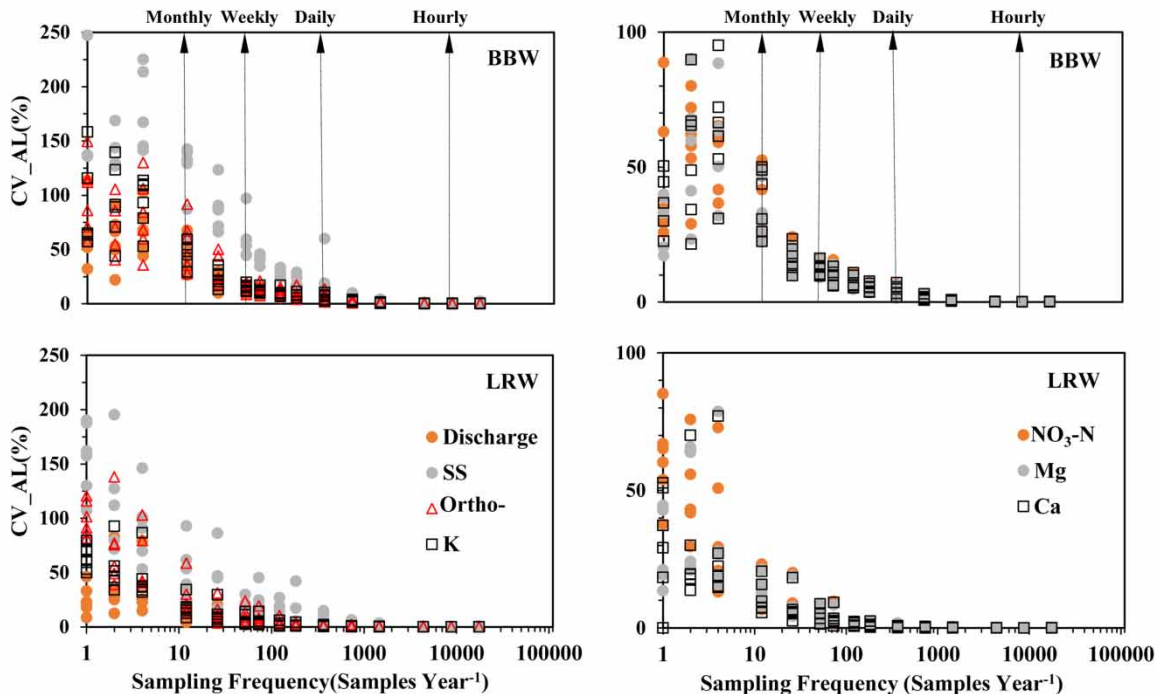 Monthly Weekly Daily Hourly
250
200
150
100
50
0
CV_AL(%)
BBW
Monthly Weekly Daily Hourly
100
50
0
BBW
250
200
150
100
50
0
CV_AL(%)
LRW
Discharge
SS
Ortho-
K
1 10 100 1000 10000 100000
Sampling Frequency(Samples Year⁻¹)
100
50
0
LRW
NO₃-N
Mg
Ca
1 10 100 1000 10000 100000
Sampling Frequency(Samples Year⁻¹)